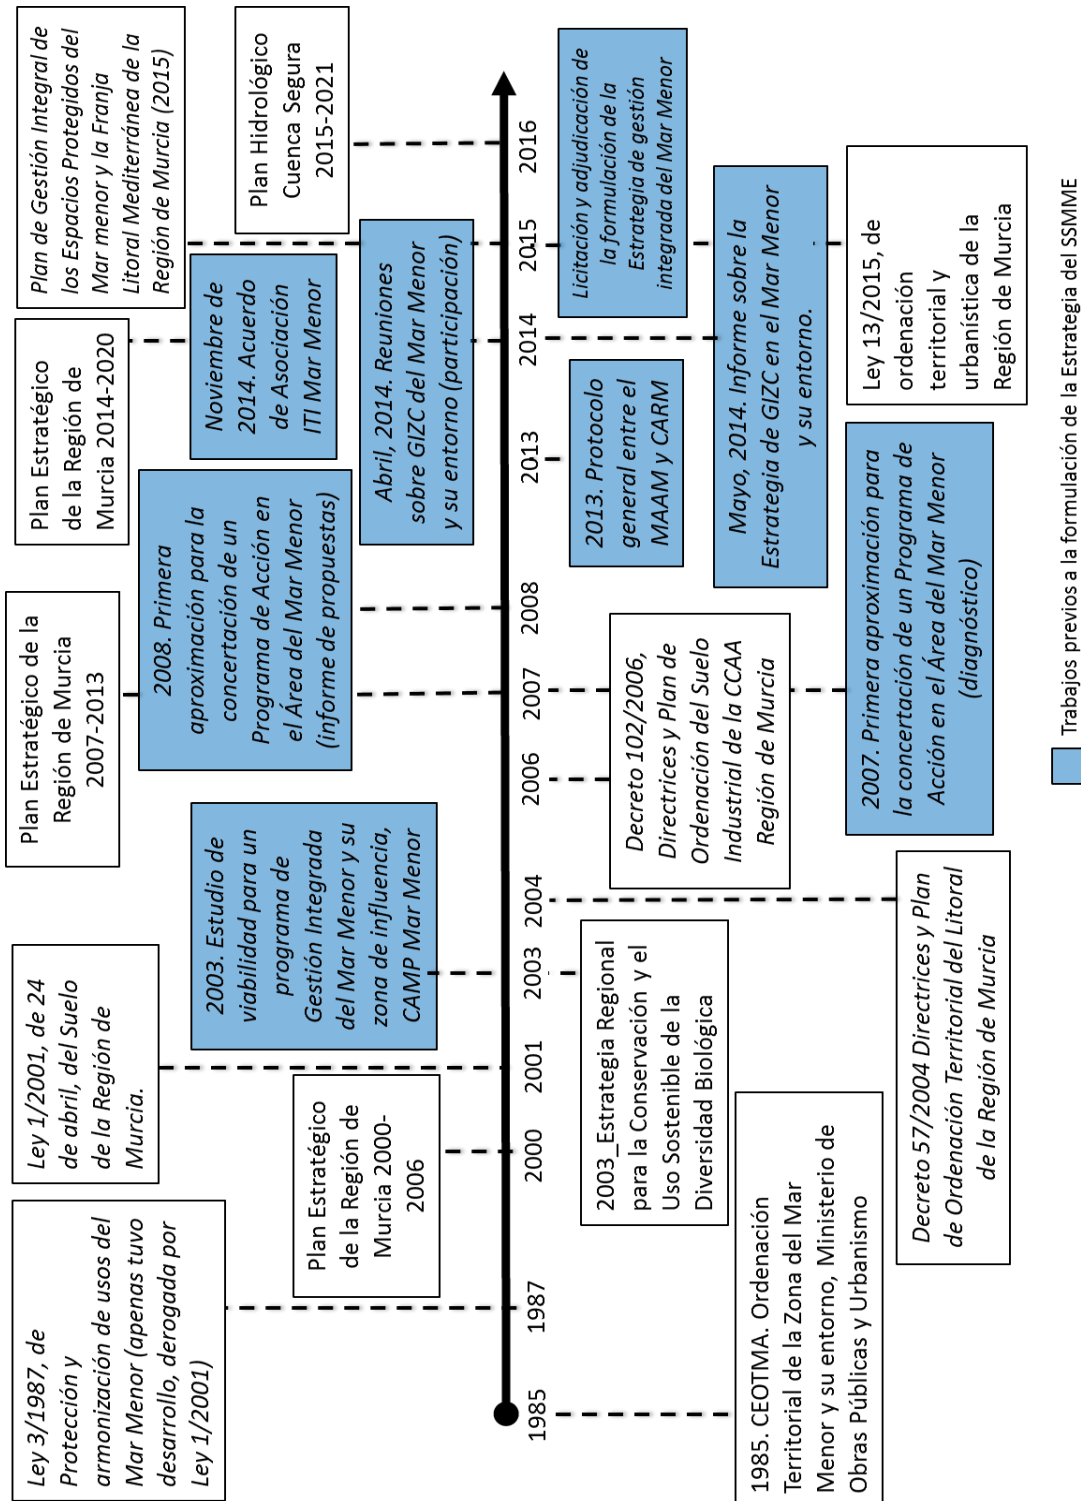 Ley 3/1987, de
Protección y
armonización de usos del
Mar Menor (apenas tuvo
desarrollo, derogada por
Ley 1/2001)
Ley 1/2001, de 24
de abril, del Suelo
de la Región de
Murcia.
Plan Estratégico
de la Región de
Murcia 2000-
2006
2003. Estudio de
viabilidad para un
programa de
Gestión Integrada
del Mar Menor y su
zona de influencia,
CAMP Mar Menor
Plan Estratégico de la
Región de Murcia
2007-2013
2008. Primera
aproximación para la
concertación de un
Programa de Acción en
el Área del Mar Menor
(informe de propuestas)
Plan Estratégico
de la Región de
Murcia 2014-2020
Noviembre de
2014. Acuerdo
de Asociación
ITI Mar Menor
Abril, 2014. Reuniones
sobre GIZC del Mar Menor
y su entorno (participación)
Plan de Gestión Integral de
los Espacios Protegidos del
Mar menor y la Franja
Litoral Mediterránea de la
Región de Murcia (2015)
Plan Hidrológico
Cuenca Segura
2015-2021
1985
1987
2000
2001
2003
2004
2006
2007
2008
2013
2014
2015
2016
1985. CEOTMA. Ordenación
Territorial de la Zona del Mar
Menor y su entorno, Ministerio de
Obras Públicas y Urbanismo
2003_Estrategia Regional
para la Conservación y el
Uso Sostenible de la
Diversidad Biológica
Decreto 57/2004 Directrices y Plan
de Ordenación Territorial del Litoral
de la Región de Murcia
Decreto 102/2006,
Directrices y Plan de
Ordenación del Suelo
Industrial de la CCAA
Región de Murcia
2007. Primera aproximación para
la concertación de un Programa de
Acción en el Área del Mar Menor
(diagnóstico)
2013. Protocolo
general entre el
MAAM y CARM
Mayo, 2014. Informe sobre la
Estrategia de GIZC en el Mar Menor
y su entorno.
Licitación y adjudicación de
la formulación de la
Estrategia de gestión
integrada del Mar Menor
Ley 13/2015, de
ordenación
territorial y
urbanística de la
Región de Murcia
Trabajos previos a la formulación de la Estrategia del SSMME